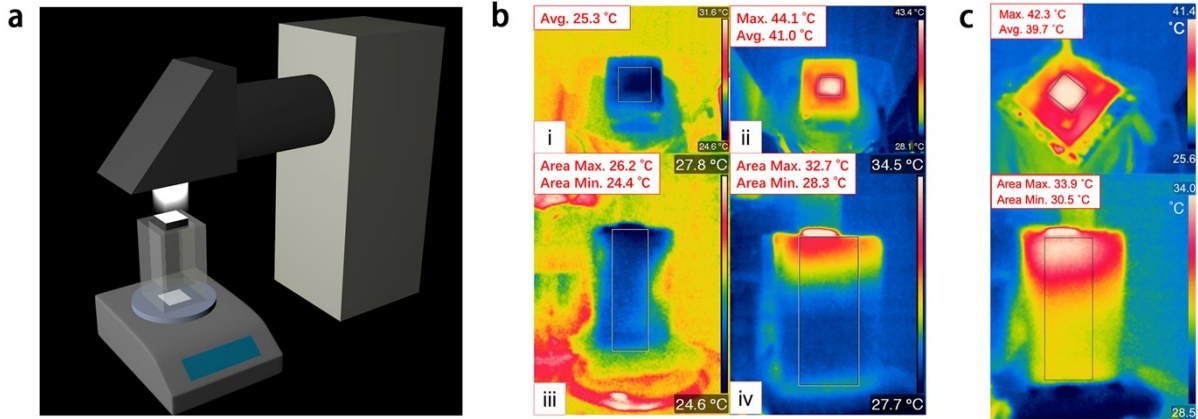 a
b
c
Avg. 25.3 °C
31.6 °C
24.6 °C
i
Max. 44.1 °C
Avg. 41.0 °C
43.4 °C
28.1 °C
ii
Area Max. 26.2 °C
Area Min. 24.4 °C
27.8 °C
24.6 °C
iii
Area Max. 32.7 °C
Area Min. 28.3 °C
34.5 °C
27.7 °C
iv
Max. 42.3 °C
Avg. 39.7 °C
41.4
°C
25.6
Area Max. 33.9 °C
Area Min. 30.5 °C
34.0
°C
28.5